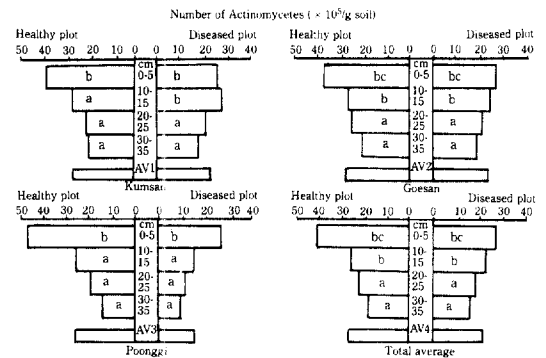 Number of Actinomycetes ( × 10⁵/g soil)
Healthy plot Diseased plot
50 40 30 20 10 0 0 10 20 30 40
cm
0-5 b b
10-15 a b
20-25 a a
30-35 a a
AV1
Kumsan
Healthy plot Diseased plot
50 40 30 20 10 0 0 10 20 30 40
cm
0-5 bc bc
10-15 b b
20-25 a a
30-35 a a
AV2
Goesan
Healthy plot Diseased plot
50 40 30 20 10 0 0 10 20 30 40
cm
0-5 b b
10-15 a a
20-25 a a
30-35 a a
AV3
Poonggi
Healthy plot Diseased plot
50 40 30 20 10 0 0 10 20 30 40
cm
0-5 bc bc
10-15 b b
20-25 a a
30-35 a a
AV4
Total average